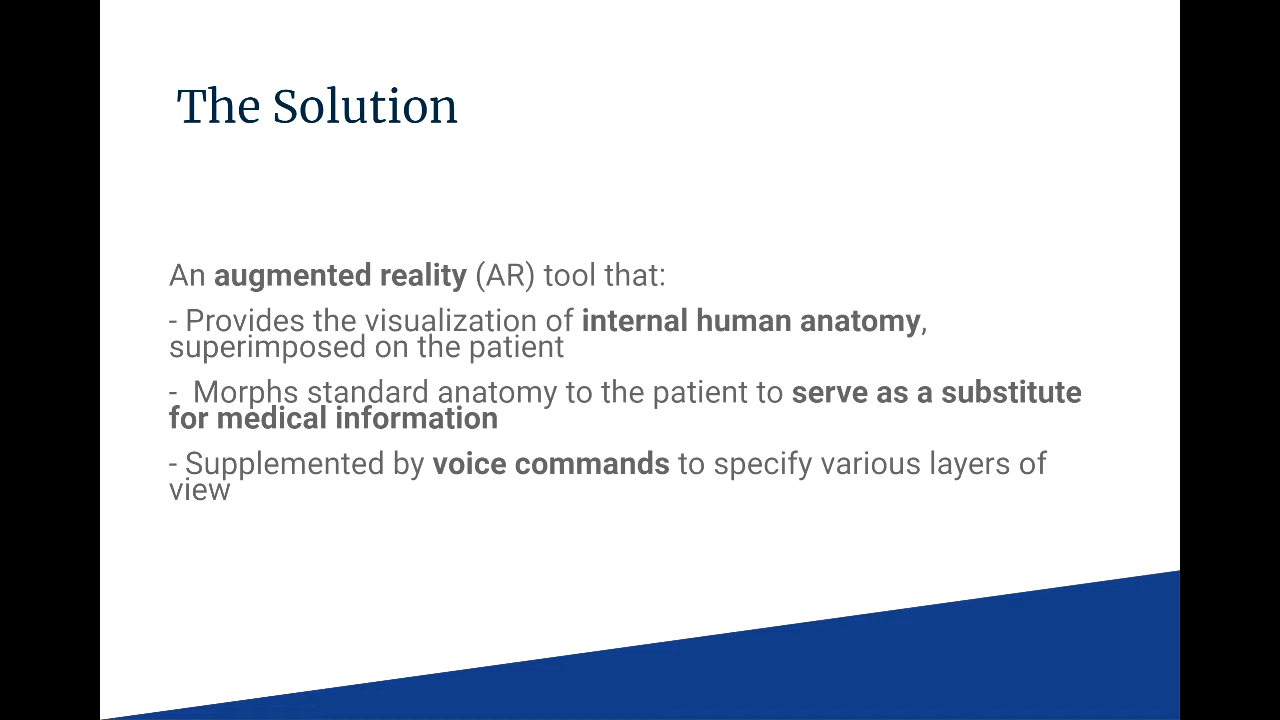 The Solution
An augmented reality (AR) tool that:
- Provides the visualization of internal human anatomy,
superimposed on the patient
-  Morphs standard anatomy to the patient to serve as a substitute
for medical information
- Supplemented by voice commands to specify various layers of
view